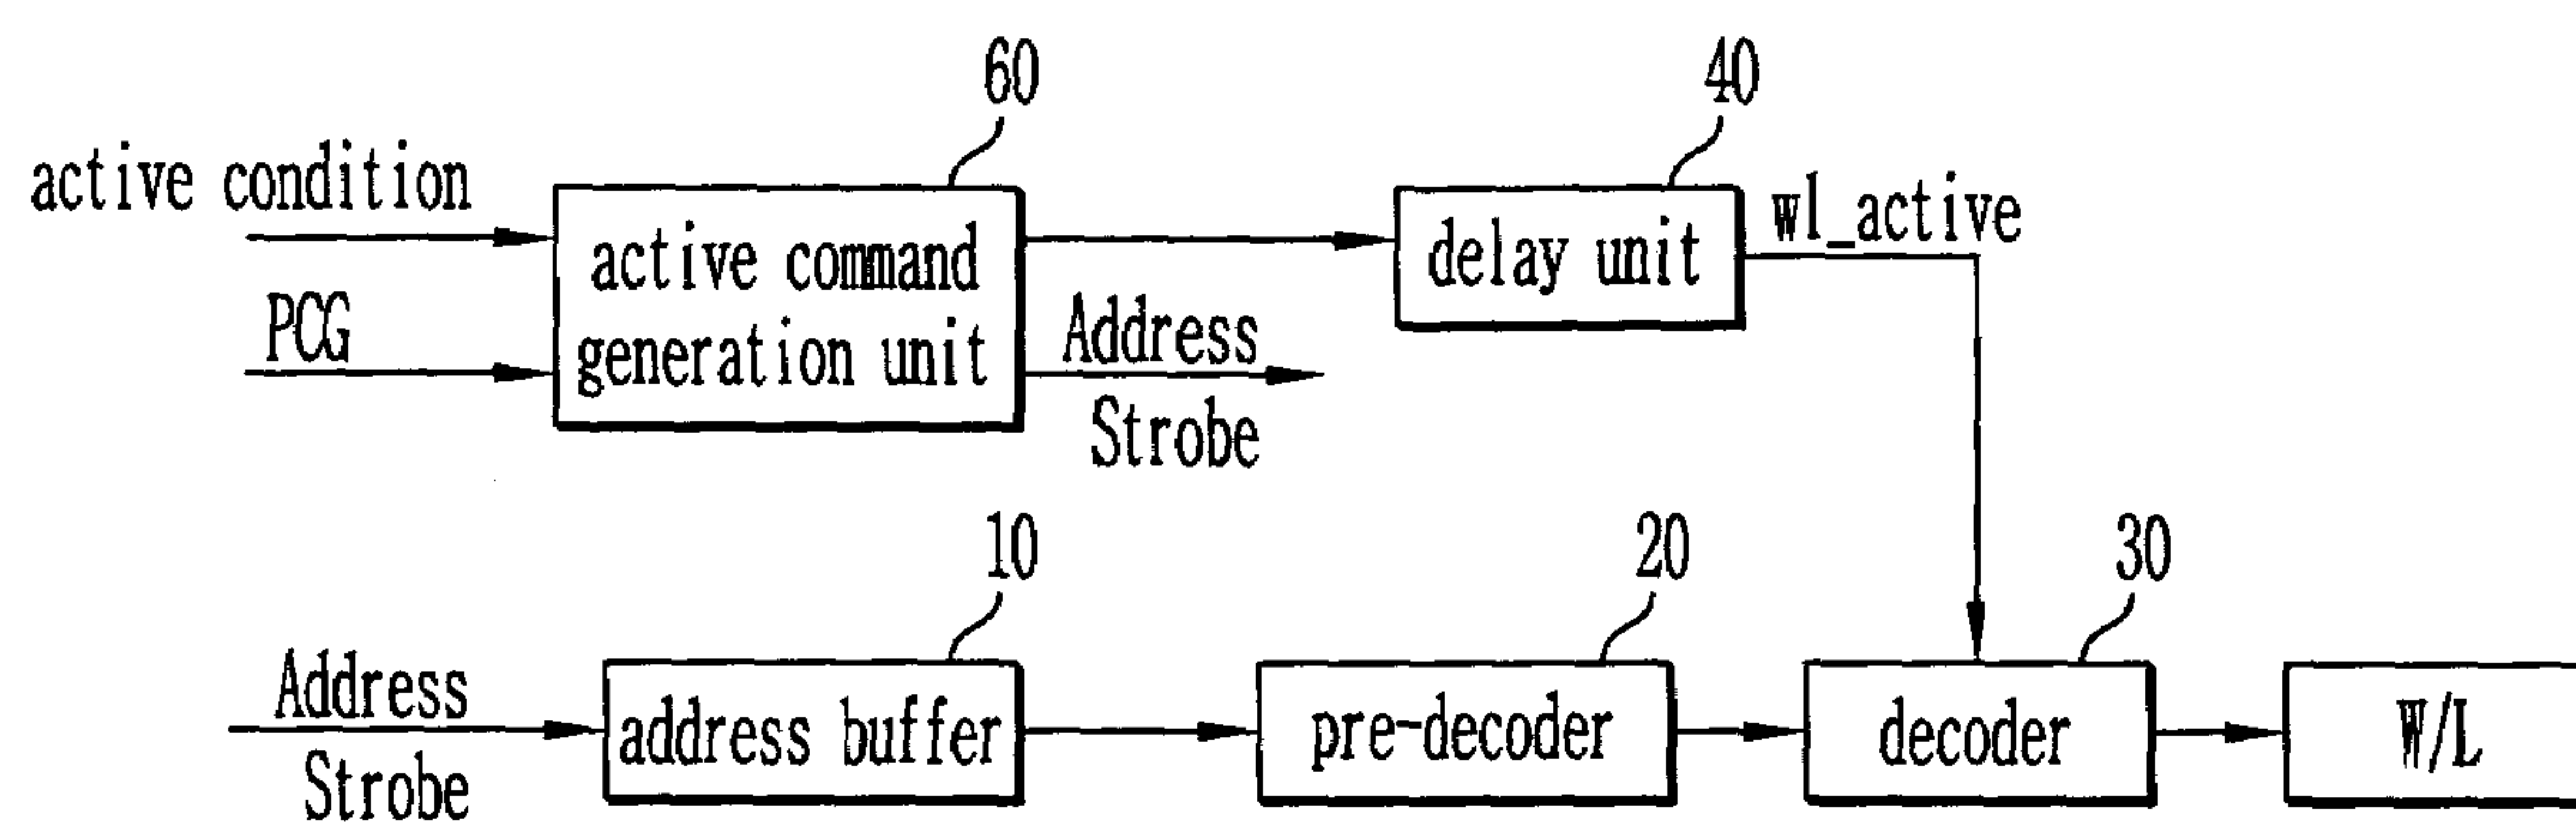 60
40
active condition
wl_active
active command
generation unit
delay unit
PCG
Address
Strobe
10
20
30
Address
Strobe
address buffer
pre-decoder
decoder
W/L